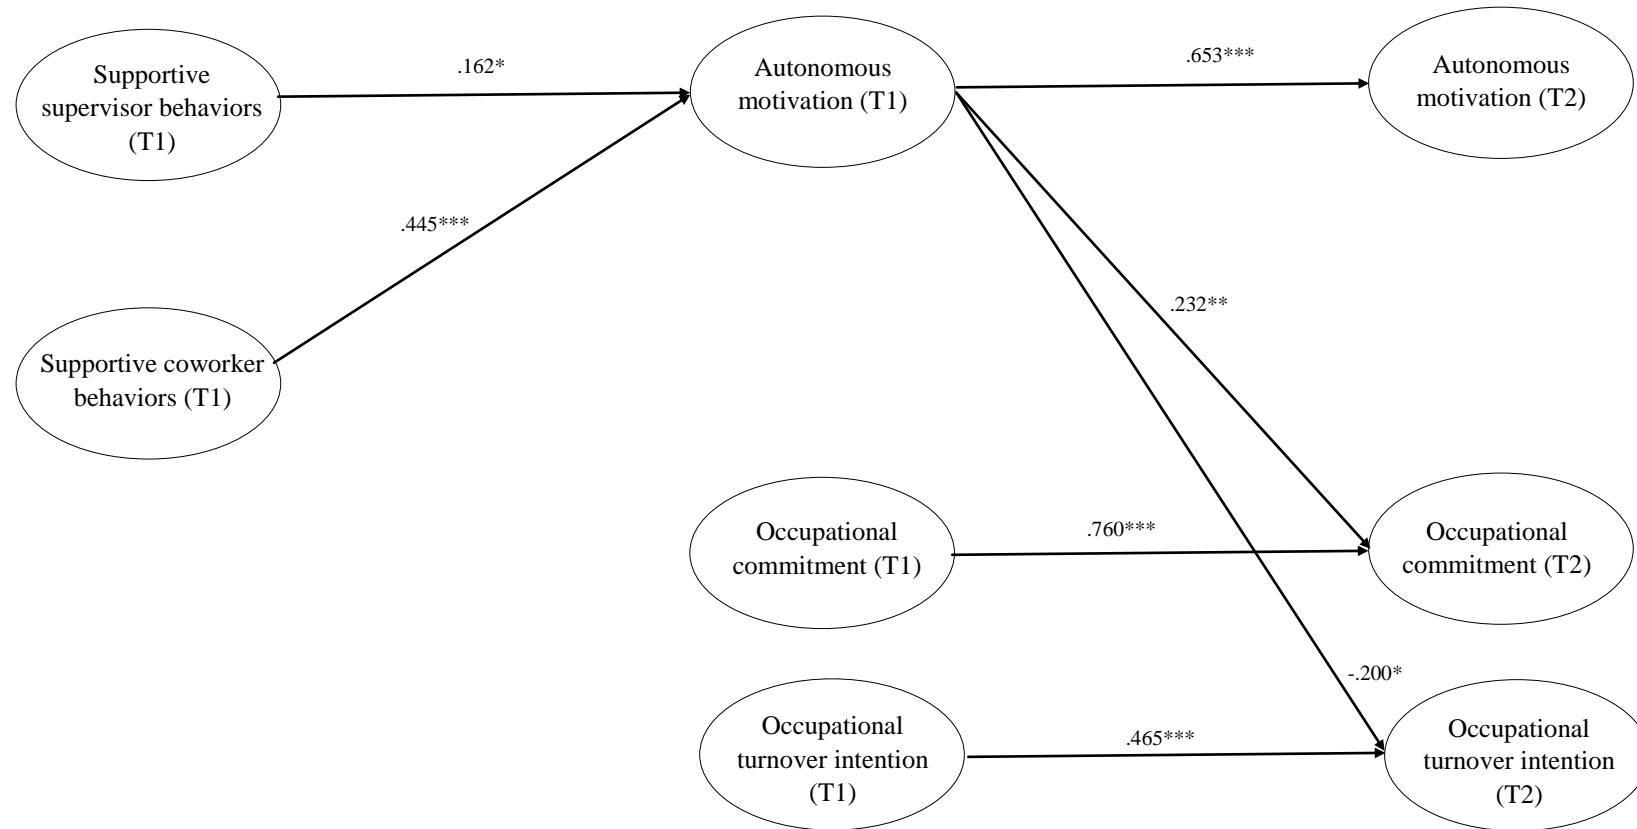 Supportive
supervisor behaviors
(T1)
.162*
Autonomous
motivation (T1)
.653***
Autonomous
motivation (T2)
.445***
.232**
Supportive coworker
behaviors (T1)
Occupational
commitment (T1)
.760***
Occupational
commitment (T2)
-.200*
Occupational
turnover intention
(T1)
.465***
Occupational
turnover intention
(T2)